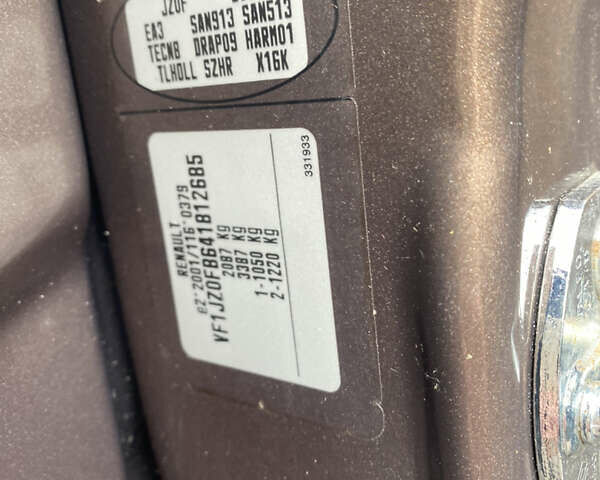 JZ0F
EA3 SAN913 SAN513
TECNB DRAP09 HARM01
TLHOLL SZHR X16K
RENAULT
e2*2001/116*0379
VF1JZ0FB641812685
2087 Kg
3387 Kg
1-1050 Kg
2-1220 Kg
331933